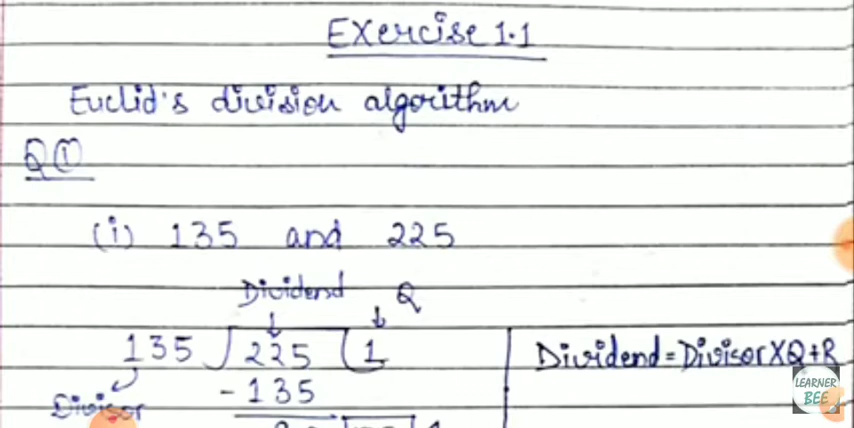 Exercise 1.1
Euclid's division algorithm
Q ①
(i) 135 and 225
Dividend Q
135 225 1
Dividend = Divisor X Q + R
- 135
Divisor
LEARNER
BEE